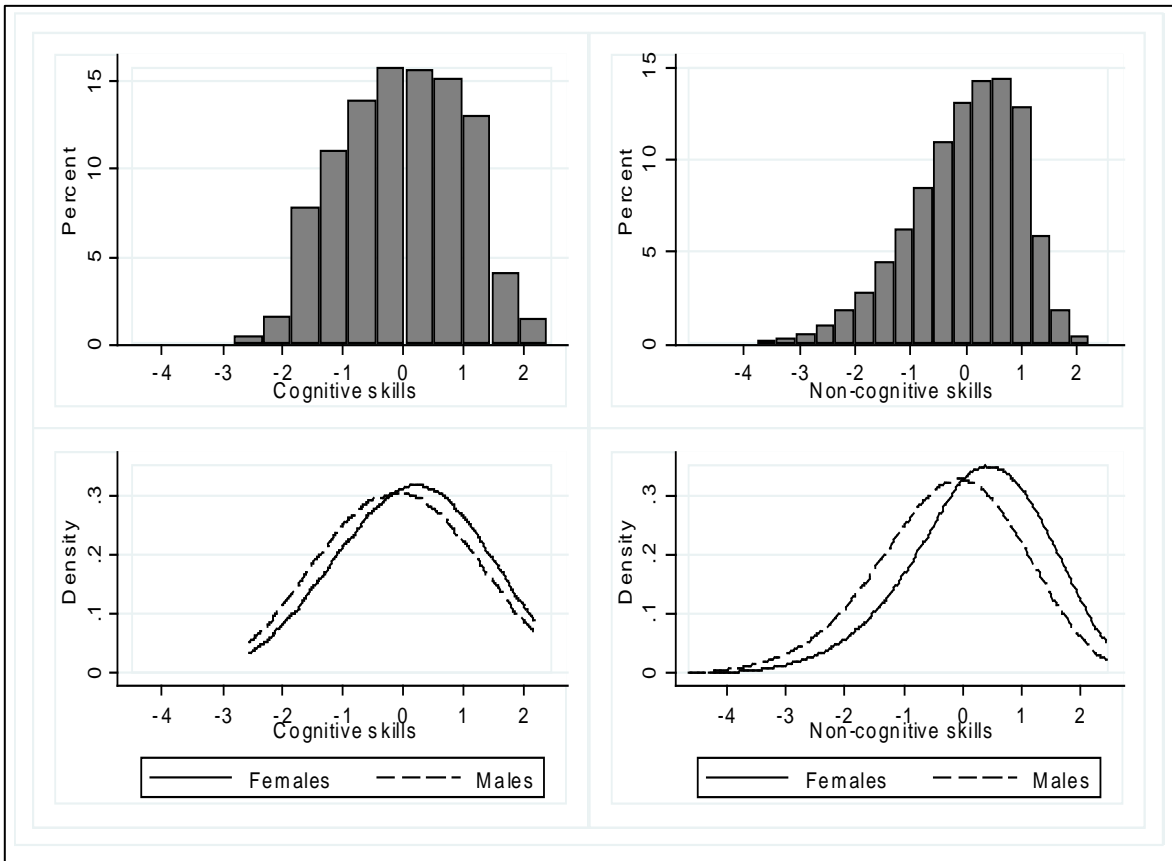 15
10
5
0
Percent
-4 -3 -2 -1 0 1 2
Cognitive skills
15
10
5
0
Percent
-4 -3 -2 -1 0 1 2
Non-cognitive skills
.3
.2
.1
0
Density
-4 -3 -2 -1 0 1 2
Cognitive skills
Females Males
.3
.2
.1
0
Density
-4 -3 -2 -1 0 1 2
Non-cognitive skills
Females Males